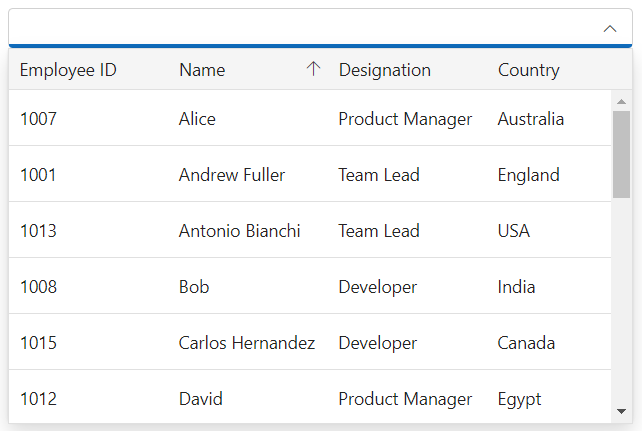 Employee ID Name Designation Country
1007 Alice Product Manager Australia
1001 Andrew Fuller Team Lead England
1013 Antonio Bianchi Team Lead USA
1008 Bob Developer India
1015 Carlos Hernandez Developer Canada
1012 David Product Manager Egypt